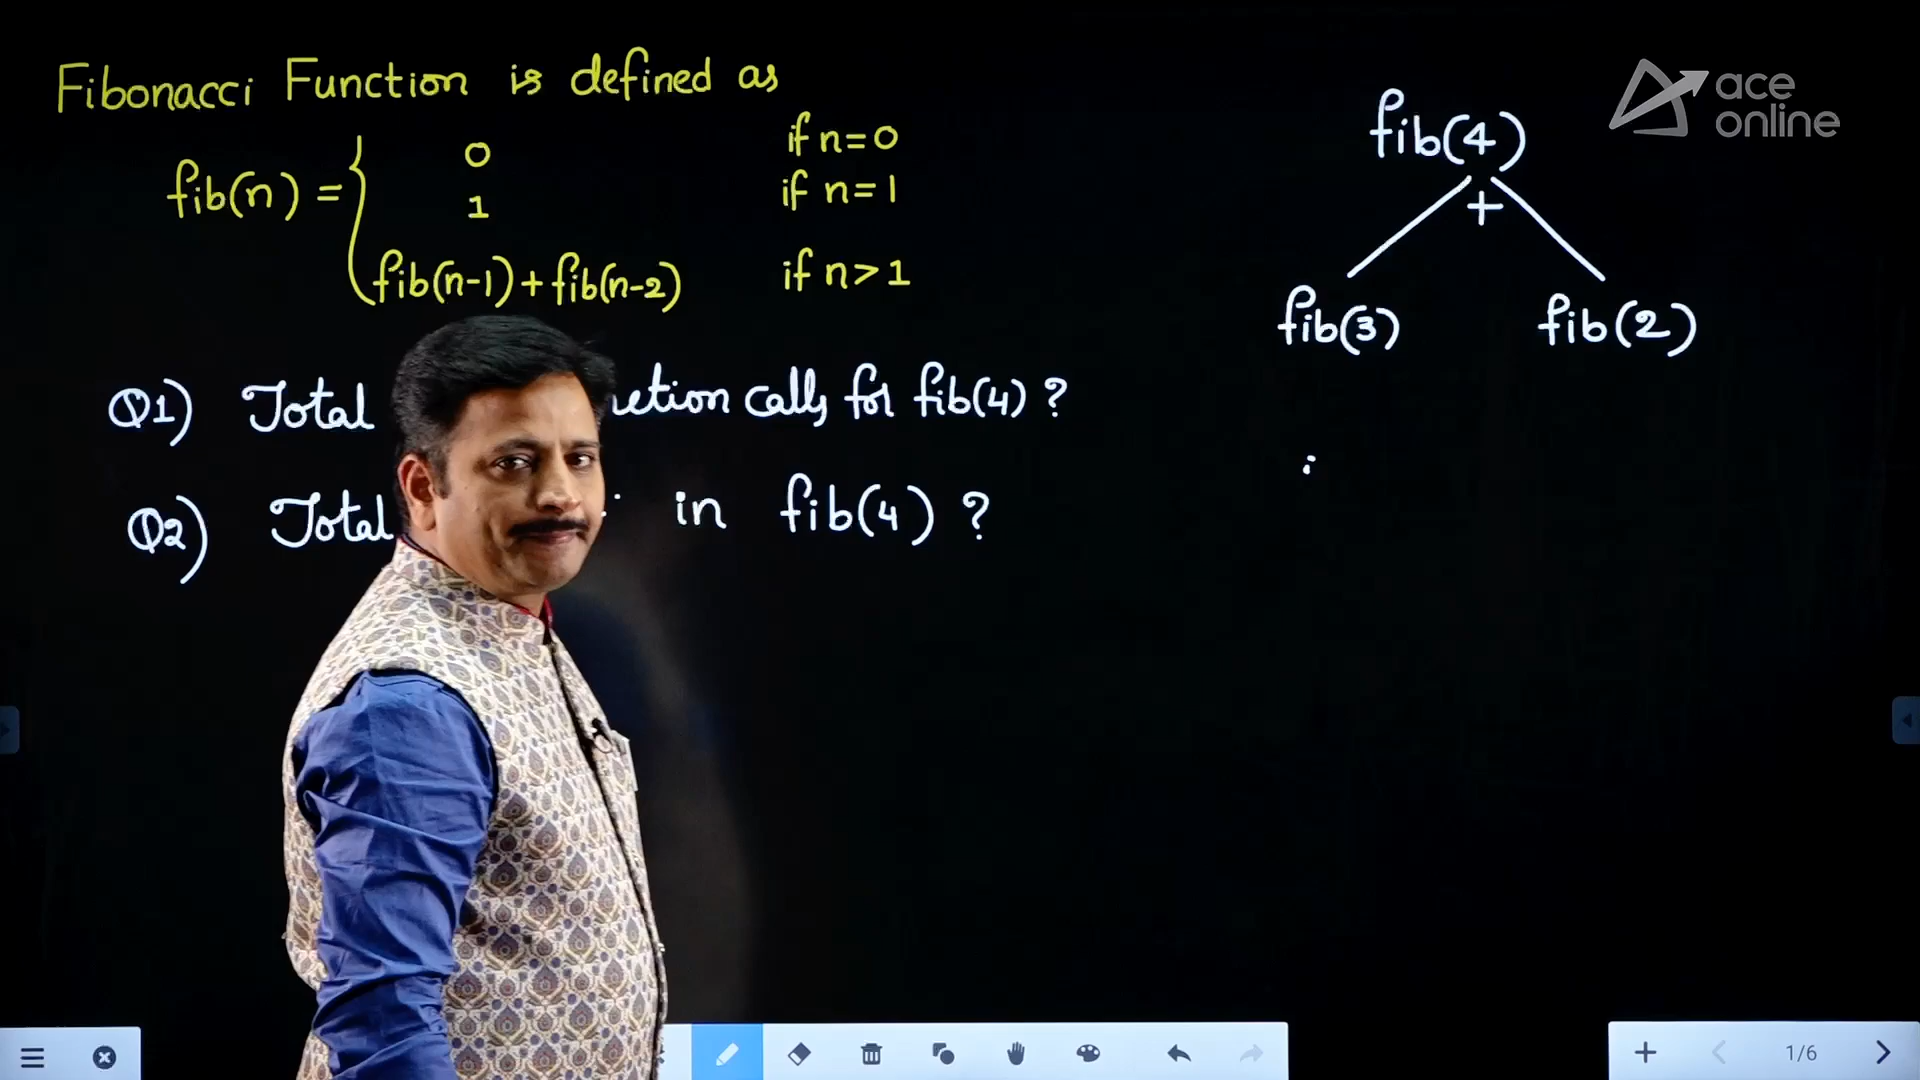 Fibonacci Function is defined as
fib(n) = { 0 if n=0
1 if n=1
fib(n-1)+fib(n-2) if n>1
Q1) Total calls for fib(4) ?
Q2) Total in fib(4) ?
fib(4)
+
fib(3) fib(2)
ace
online
1/6